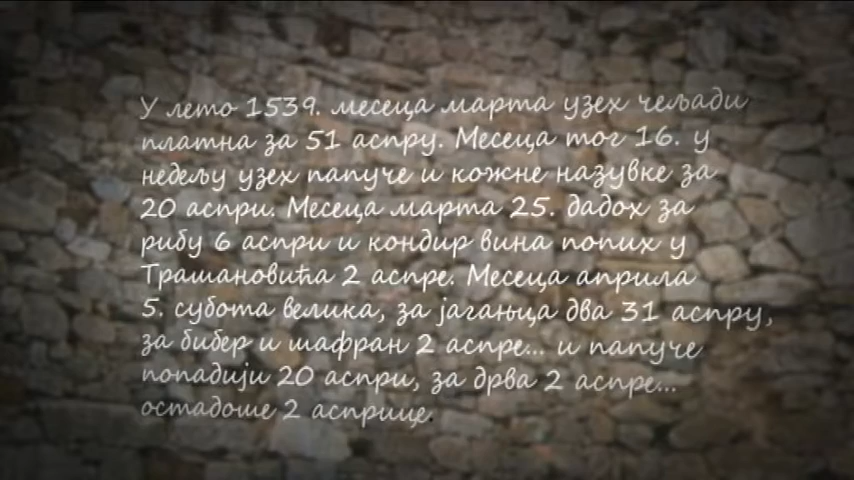 У лето 1539. месеца марта узех чељади
платна за 51 аспру. Месеца тог 16. у
недељу узех папуче и кожне назувке за
20 аспри. Месеца марта 25. дадох за
рибу 6 аспри и кондир вина попих у
Трашановића 2 аспре. Месеца априла
5. субота велика, за јагањца два 31 аспру,
за бибер и шафран 2 аспре... и папуче
попадији 20 аспри, за дрва 2 аспре...
остадоше 2 асприце.